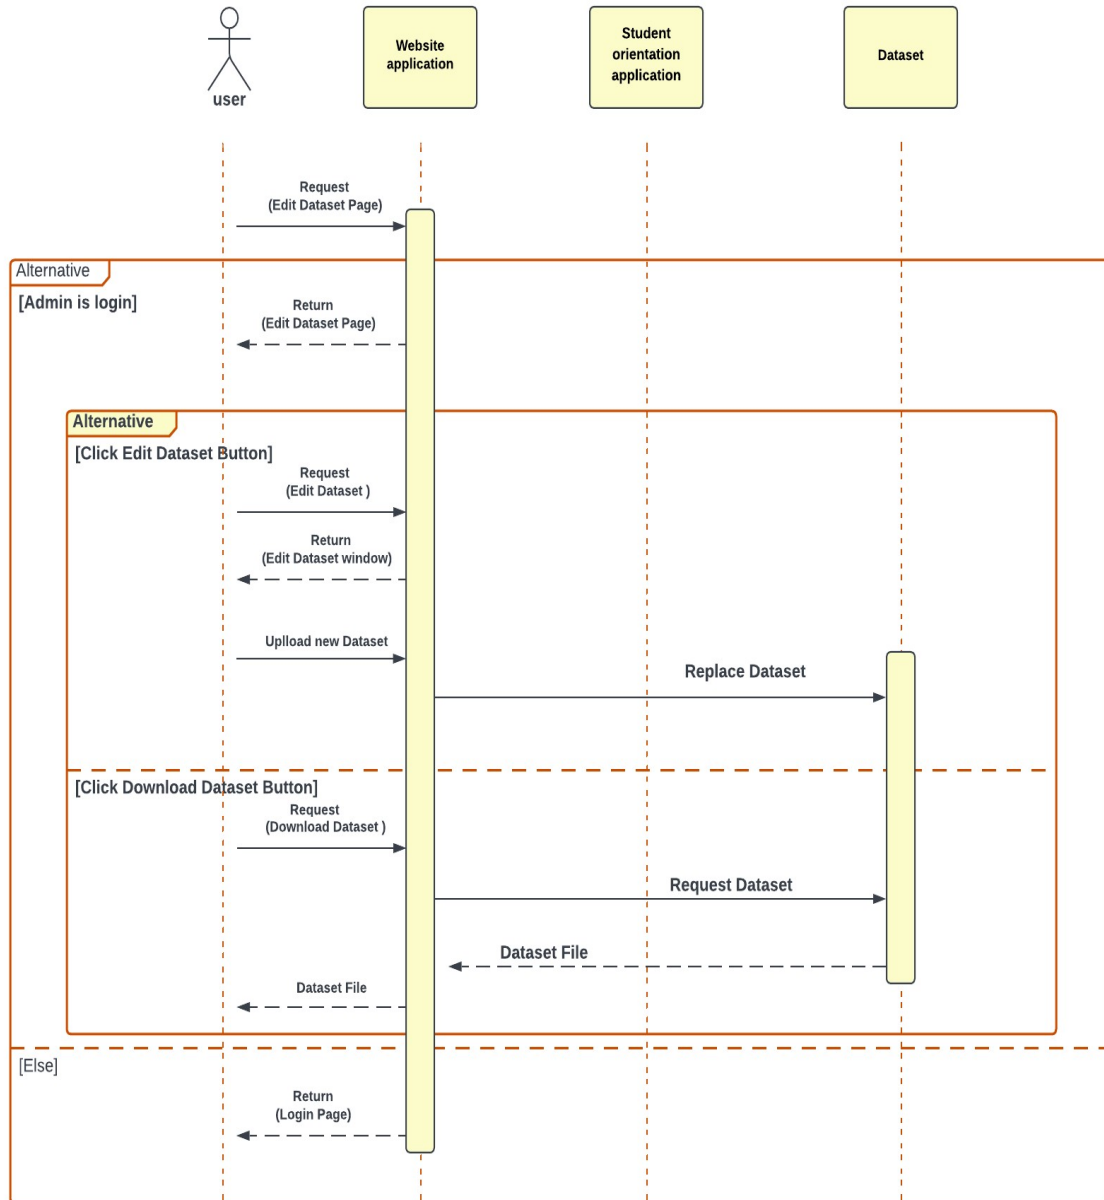 user
Website
application
Student
orientation
application
Dataset
Request
(Edit Dataset Page)
Alternative
[Admin is login]
Return
(Edit Dataset Page)
Alternative
[Click Edit Dataset Button]
Request
(Edit Dataset )
Return
(Edit Dataset window)
Uplload new Dataset
Replace Dataset
[Click Download Dataset Button]
Request
(Download Dataset )
Request Dataset
Dataset File
Dataset File
[Else]
Return
(Login Page)